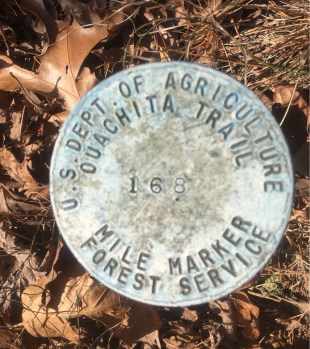 U.S. DEPT. OF AGRICULTURE
OUACHITA TRAIL
168
MILE MARKER
FOREST SERVICE